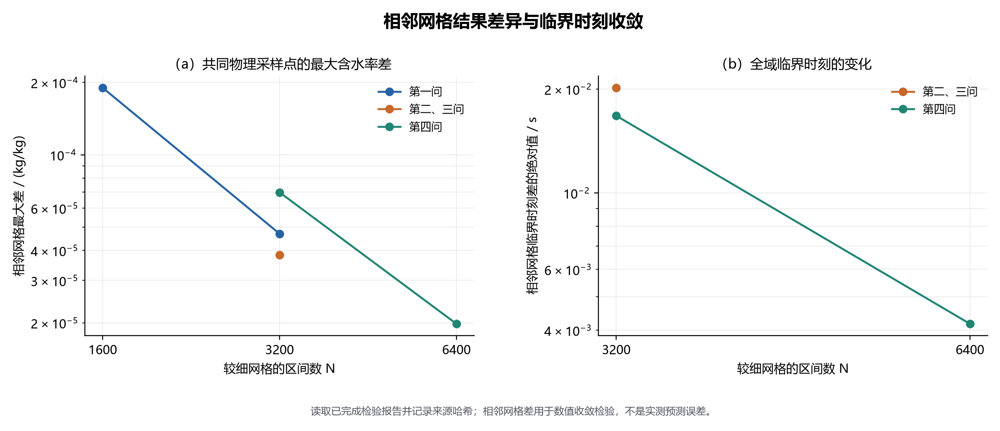 相邻网格结果差异与临界时刻收敛
（a）共同物理采样点的最大含水率差
相邻网格最大差 / (kg/kg)
2 × 10⁻⁴
10⁻⁴
6 × 10⁻⁵
4 × 10⁻⁵
3 × 10⁻⁵
2 × 10⁻⁵
第一问
第二、三问
第四问
1600
3200
6400
较细网格的区间数 N
（b）全域临界时刻的变化
相邻网格临界时刻差的绝对值 / s
2 × 10⁻²
10⁻²
6 × 10⁻³
4 × 10⁻³
第二、三问
第四问
3200
6400
较细网格的区间数 N
读取已完成检验报告并记录来源哈希；相邻网格差用于数值收敛检验，不是实测预测误差。